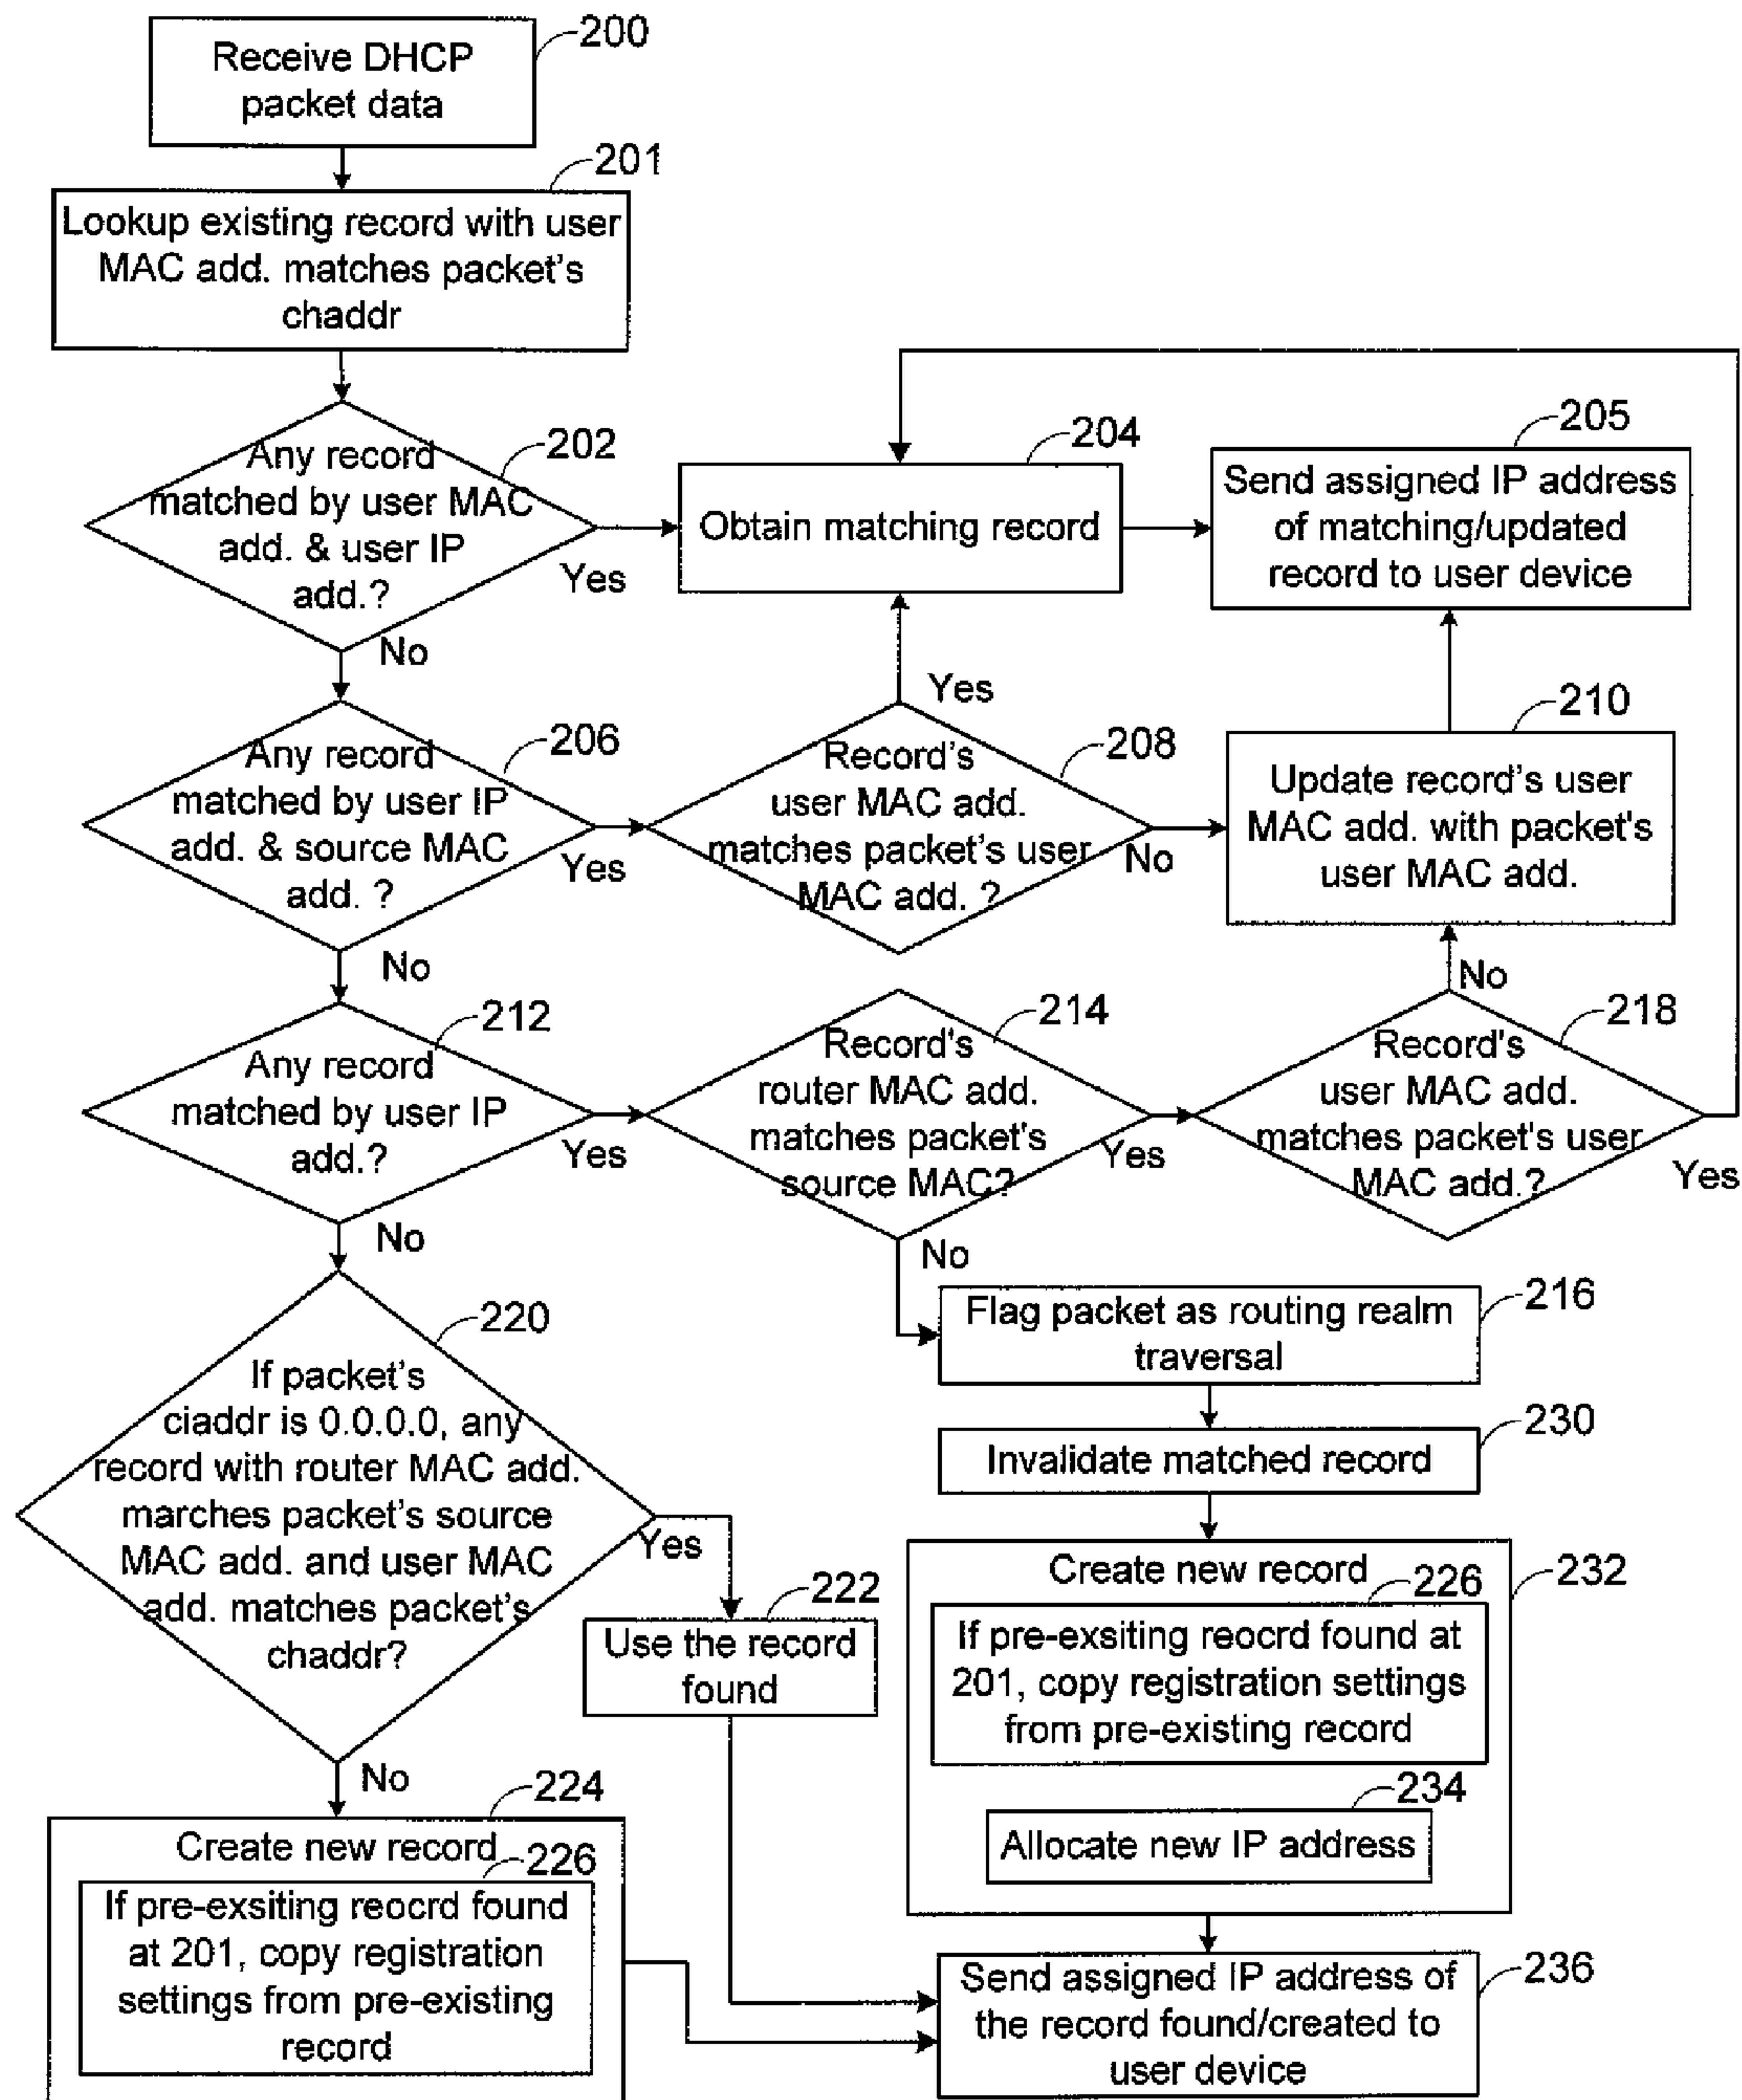 200
Receive DHCP
packet data
201
Lookup existing record with user
MAC add. matches packet's
chaddr
202
Any record
matched by user MAC
add. & user IP
add.?
Yes
No
204
Obtain matching record
205
Send assigned IP address
of matching/updated
record to user device
206
Any record
matched by user IP
add. & source MAC
add. ?
Yes
No
208
Record's
user MAC add.
matches packet's user
MAC add. ?
Yes
No
210
Update record's user
MAC add. with packet's
user MAC add.
212
Any record
matched by user IP
add.?
Yes
No
214
Record's
router MAC add.
matches packet's
source MAC?
Yes
No
218
Record's
user MAC add.
matches packet's user
MAC add.?
No
Yes
216
Flag packet as routing realm
traversal
230
Invalidate matched record
220
If packet's
ciaddr is 0.0.0.0, any
record with router MAC add.
marches packet's source
MAC add. and user MAC
add. matches packet's
chaddr?
Yes
No
222
Use the record
found
232
Create new record
226
If pre-exsiting reocrd found at
201, copy registration settings
from pre-existing record
234
Allocate new IP address
224
Create new record
226
If pre-exsiting reocrd found
at 201, copy registration
settings from pre-existing
record
236
Send assigned IP address of
the record found/created to
user device